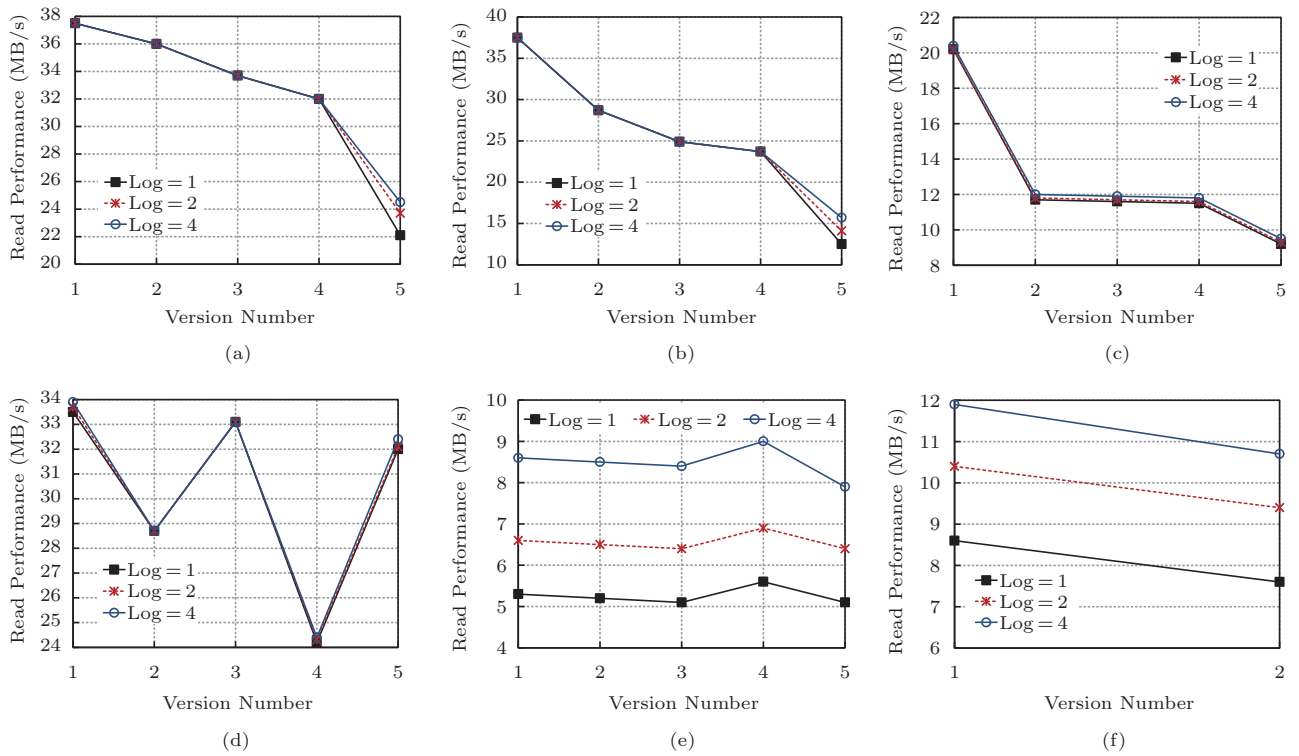 Read Performance (MB/s)
38
36
34
32
30
28
26
24
22
20
Log = 1
Log = 2
Log = 4
1 2 3 4 5
Version Number
(a)
Read Performance (MB/s)
40
35
30
25
20
15
10
Log = 1
Log = 2
Log = 4
1 2 3 4 5
Version Number
(b)
Read Performance (MB/s)
22
20
18
16
14
12
10
8
Log = 1
Log = 2
Log = 4
1 2 3 4 5
Version Number
(c)
Read Performance (MB/s)
34
33
32
31
30
29
28
27
26
25
24
Log = 1
Log = 2
Log = 4
1 2 3 4 5
Version Number
(d)
Read Performance (MB/s)
10
9
8
7
6
5
4
Log = 1 Log = 2 Log = 4
1 2 3 4 5
Version Number
(e)
Read Performance (MB/s)
12
11
10
9
8
7
6
Log = 1
Log = 2
Log = 4
1 2
Version Number
(f)